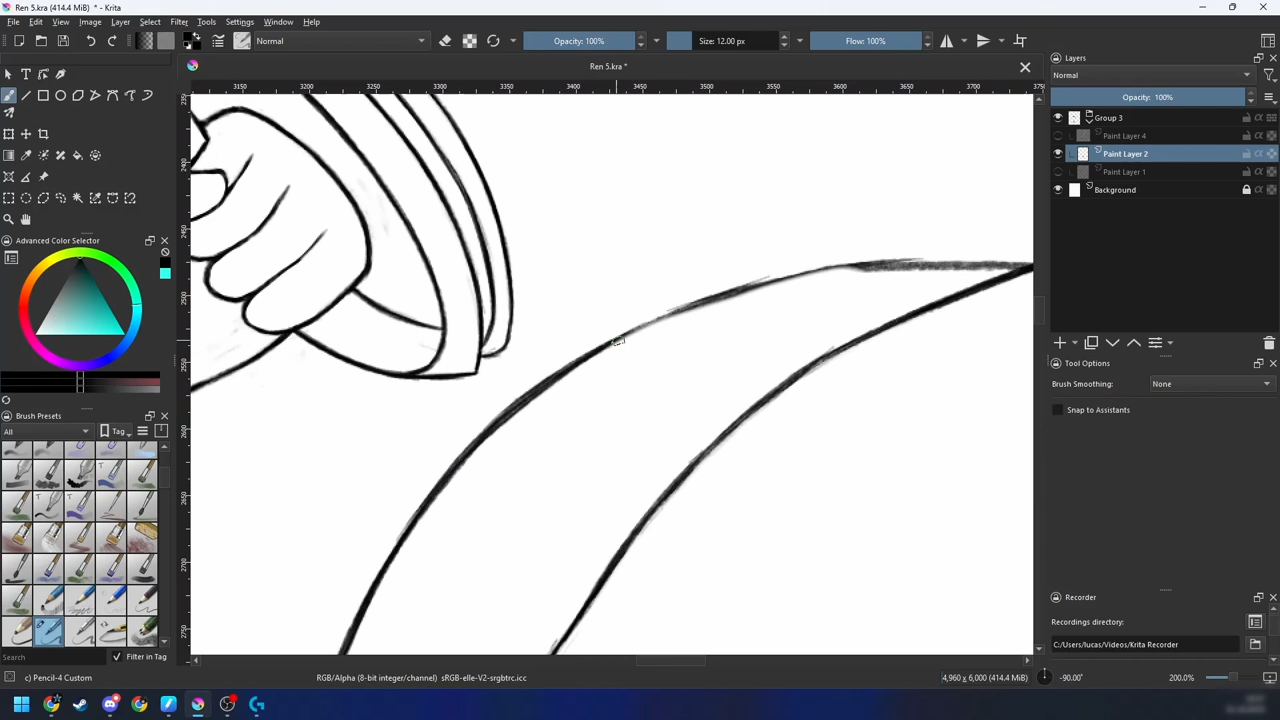 Ren 5.kra (414.4 MiB) * - Krita
File Edit View Image Layer Select Filter Tools Settings Window Help
Normal
Opacity: 100%
Size: 12.00 px
Flow: 100%
Ren 5.kra *
3150 3200 3250 3300 3350 3400 3450 3500 3550 3600 3650 3700 3750
Layers
Normal
Opacity: 100%
Group 3
Paint Layer 4
Paint Layer 2
Paint Layer 1
Background
Advanced Color Selector
Tool Options
Brush Smoothing: None
Snap to Assistants
Brush Presets
All
Tag
Search
Filter in Tag
Recorder
Recordings directory:
C:/Users/lucas/Videos/Krita Recorder
c) Pencil-4 Custom
RGB/Alpha (8-bit integer/channel) sRGB-elle-V2-srgbtrc.icc
4,960 x 6,000 (414.4 MiB)
-90.00°
200.0%